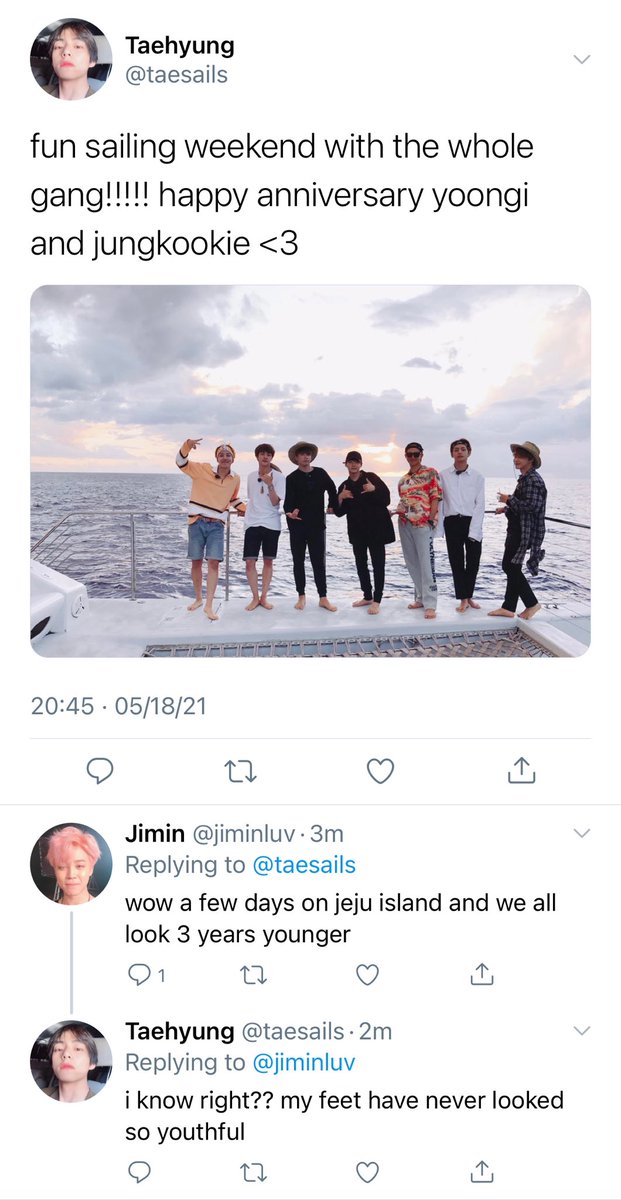 Taehyung
@taesails
fun sailing weekend with the whole
gang!!!!! happy anniversary yoongi
and jungkookie <3
20:45 · 05/18/21
Jimin @jiminluv · 3m
Replying to @taesails
wow a few days on jeju island and we all
look 3 years younger
1
Taehyung @taesails · 2m
Replying to @jiminluv
i know right?? my feet have never looked
so youthful